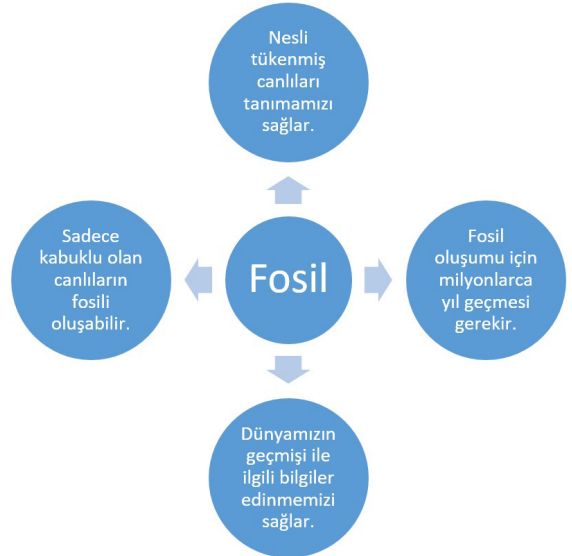 Nesli
tükenmiş
canlıları
tanımamızı
sağlar.
Sadece
kabuklu olan
canlıların
fosili
oluşabilir.
Fosil
Fosil
oluşumu için
milyonlarca
yıl geçmesi
gerekir.
Dünyamızın
geçmişi ile
ilgili bilgiler
edinmemizi
sağlar.